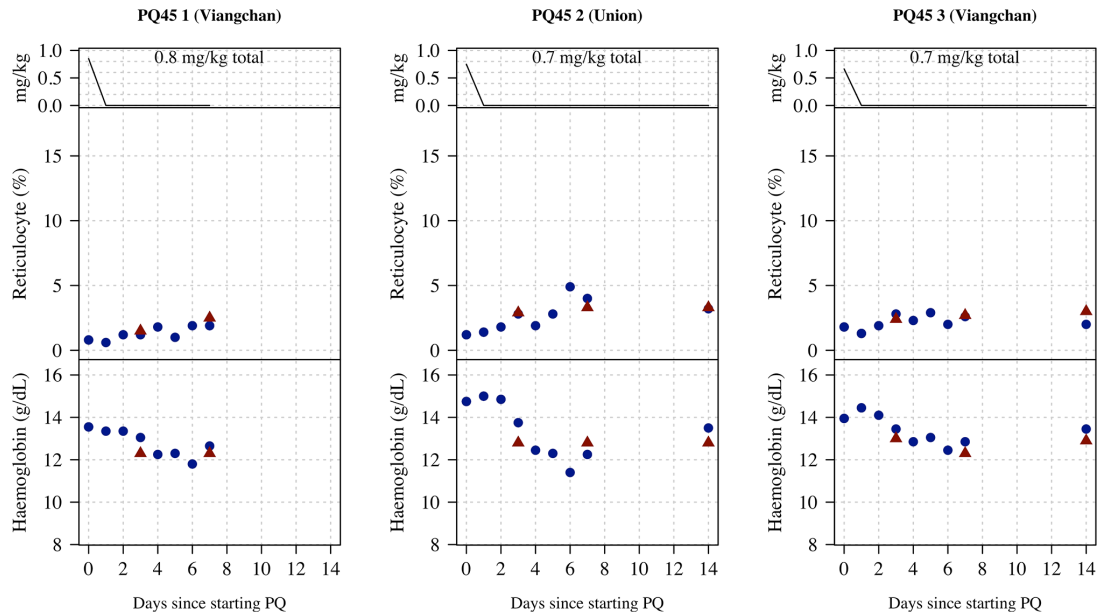 PQ45 1 (Viangchan)
0.8 mg/kg total
mg/kg
1.0
0.5
0.0
Reticulocyte (%)
15
10
5
0
Haemoglobin (g/dL)
16
14
12
10
8
0 2 4 6 8 10 12 14
Days since starting PQ
PQ45 2 (Union)
0.7 mg/kg total
mg/kg
1.0
0.5
0.0
Reticulocyte (%)
15
10
5
0
Haemoglobin (g/dL)
16
14
12
10
8
0 2 4 6 8 10 12 14
Days since starting PQ
PQ45 3 (Viangchan)
0.7 mg/kg total
mg/kg
1.0
0.5
0.0
Reticulocyte (%)
15
10
5
0
Haemoglobin (g/dL)
16
14
12
10
8
0 2 4 6 8 10 12 14
Days since starting PQ